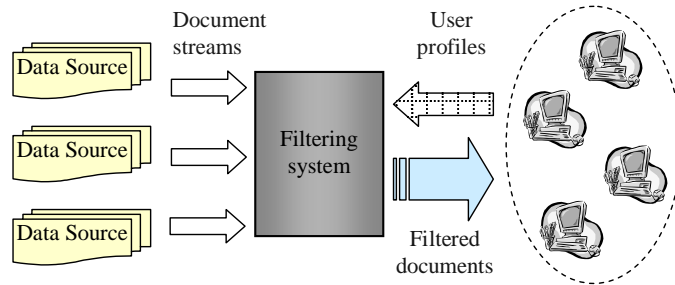 Document
streams
User
profiles
Data Source
Data Source
Data Source
Filtering
system
Filtered
documents